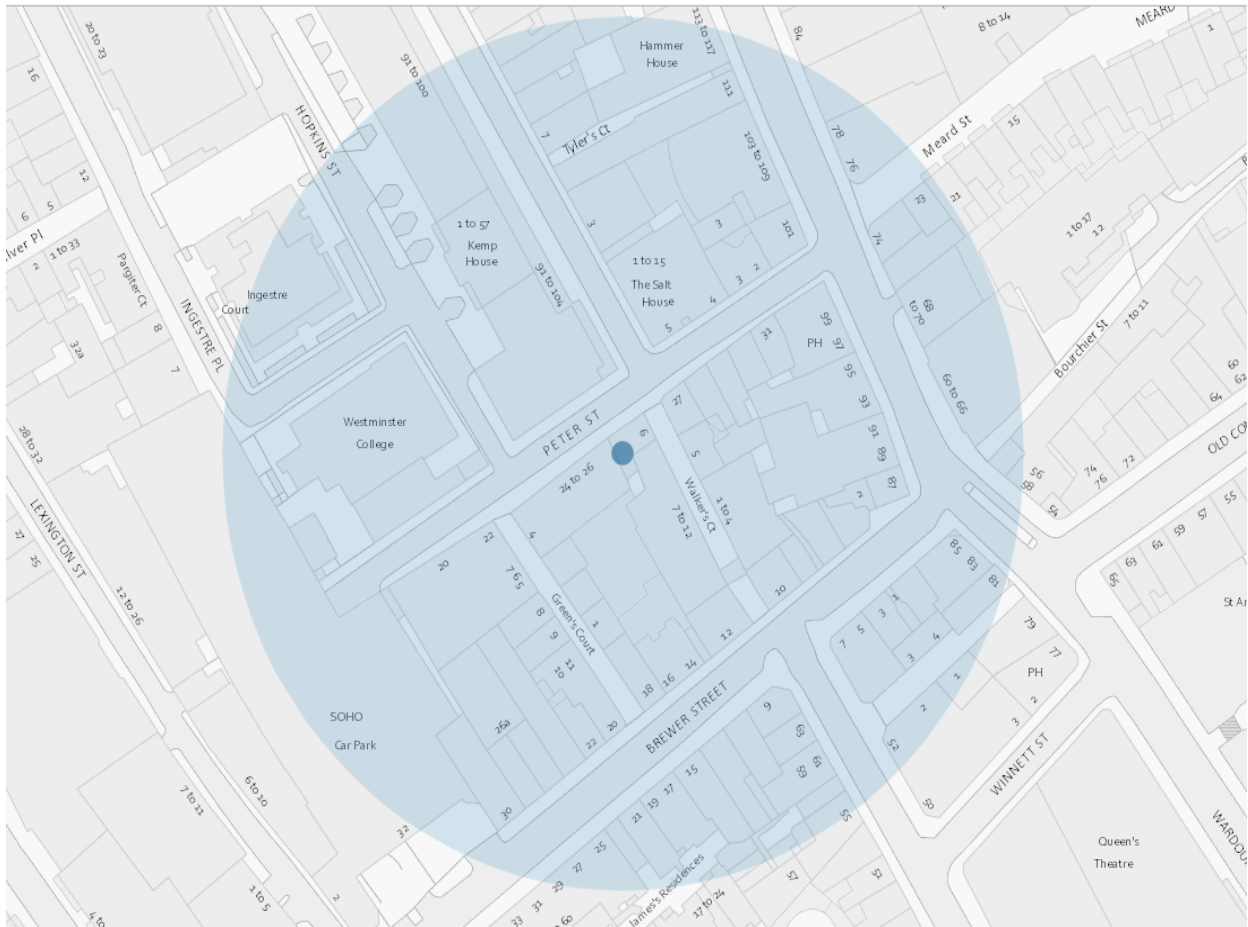 20 to 23
91 to 100
113 to 117
84
Hammer
House
8 to 14
MEARD
1
16
HOPKINS ST
7
Tyler's Ct
111
78
Meard St
15
12
103 to 109
76
6
5
1 to 57
Kemp
House
3
3
101
23
21
1 to 17
12
lver Pl
2
1 to 33
Pargiter Ct
INGESTRE PL
Ingestre
Court
91 to 104
1 to 15
The Salt
House
4
3
2
5
74
68
to 70
7 to 11
Bourchier St
8
32a
7
31
PH
99
97
95
93
91
89
87
60 to 66
60
62
64
Westminster
College
PETER ST
27
6
5
24 to 26
Walker's Ct
1 to 4
7 to 12
2
28 to 32
LEXINGTON ST
27
25
56
58
54
74
76
72
OLD CO
55
57
59
61
63
65
20
22
4
7
6
5
8
9
11
10
Green's Court
1
10
12
14
16
18
85
83
81
1
3
5
7
4
3
12 to 26
St A
79
77
PH
2
3
1
2
SOHO
Car Park
26a
22
20
BREWER STREET
9
63
61
59
52
WINNETT ST
7 to 11
6 to 10
30
32
15
17
19
21
25
27
29
31
33
55
Queen's
Theatre
WARDOU
1 to 5
2
4 to
James's Residences
17 to 24
57
51